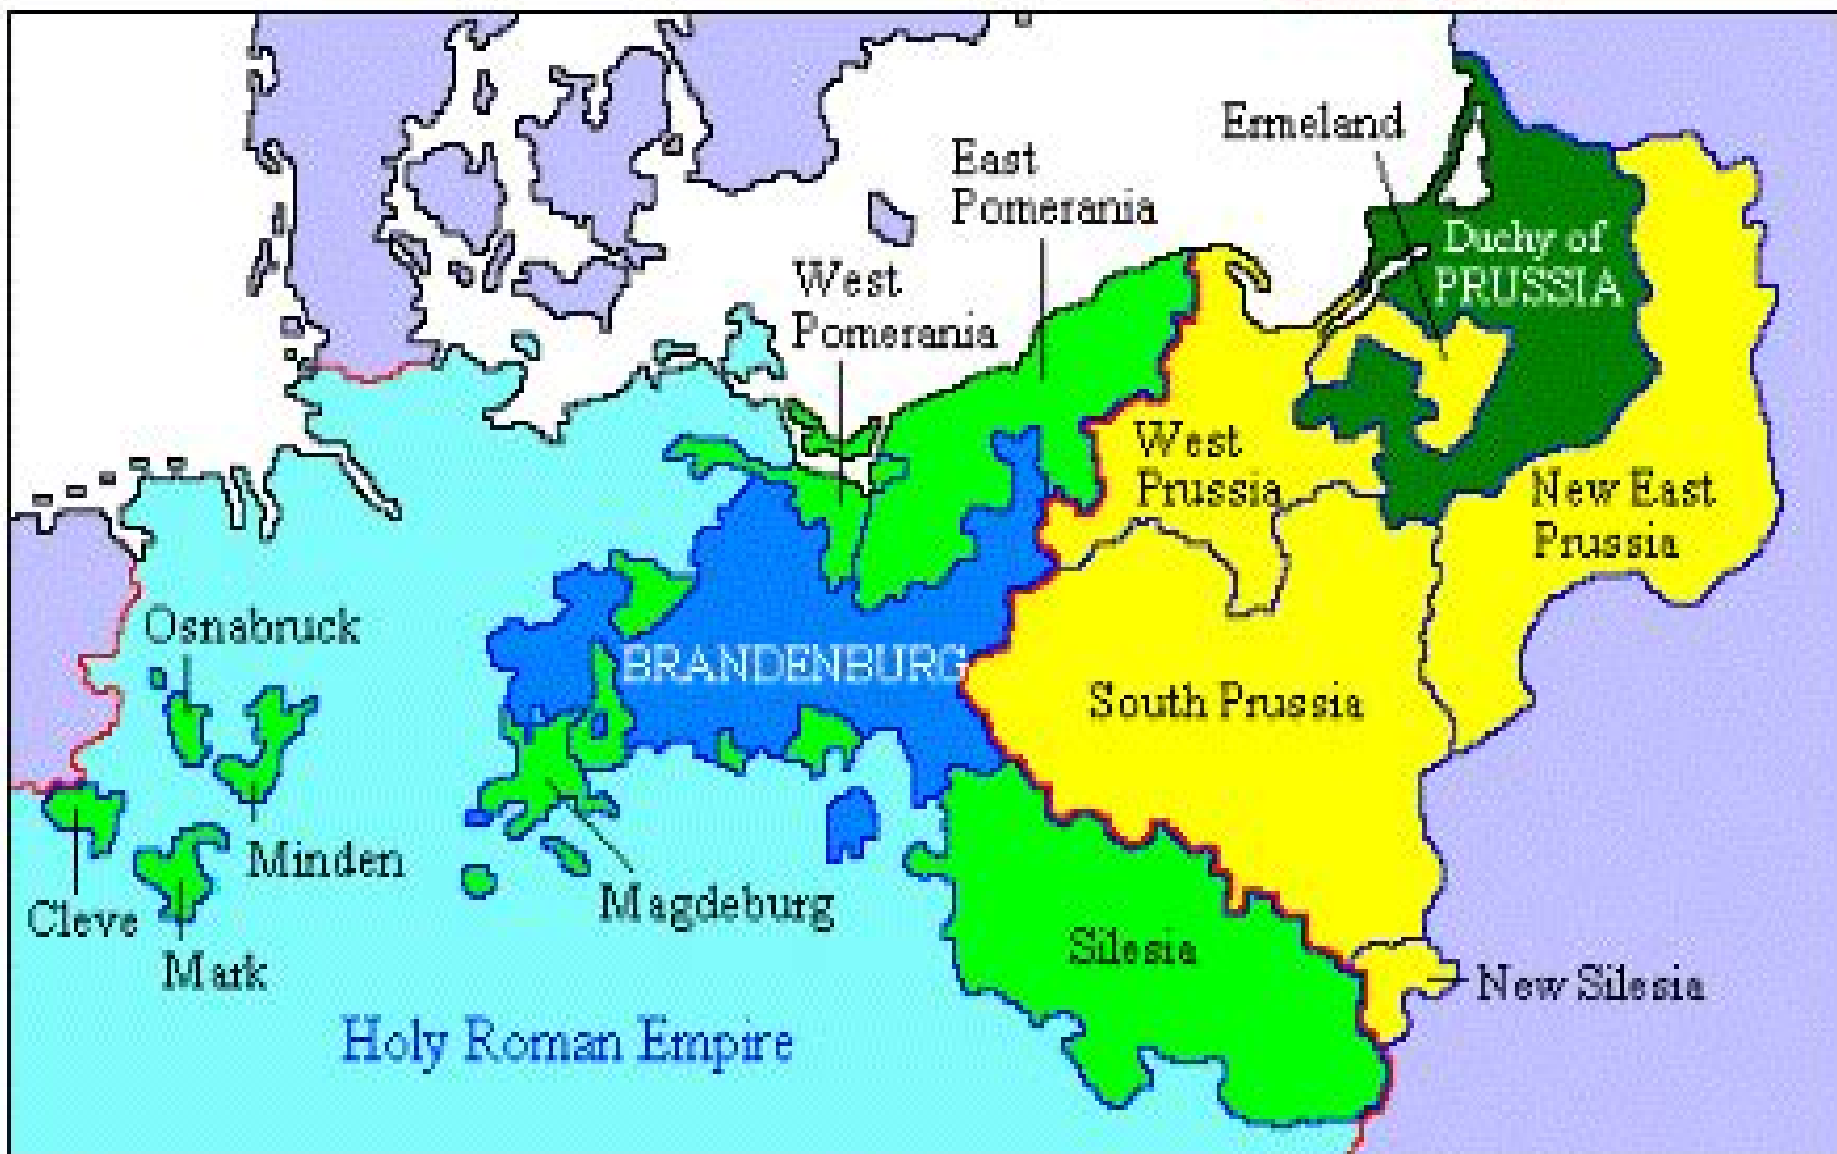 Ermeland
East
Pomerania
Duchy of
PRUSSIA
West
Pomerania
West
Prussia
New East
Prussia
Osnabruck
BRANDENBURG
South Prussia
Minden
Magdeburg
Cleve
Mark
Silesia
New Silesia
Holy Roman Empire